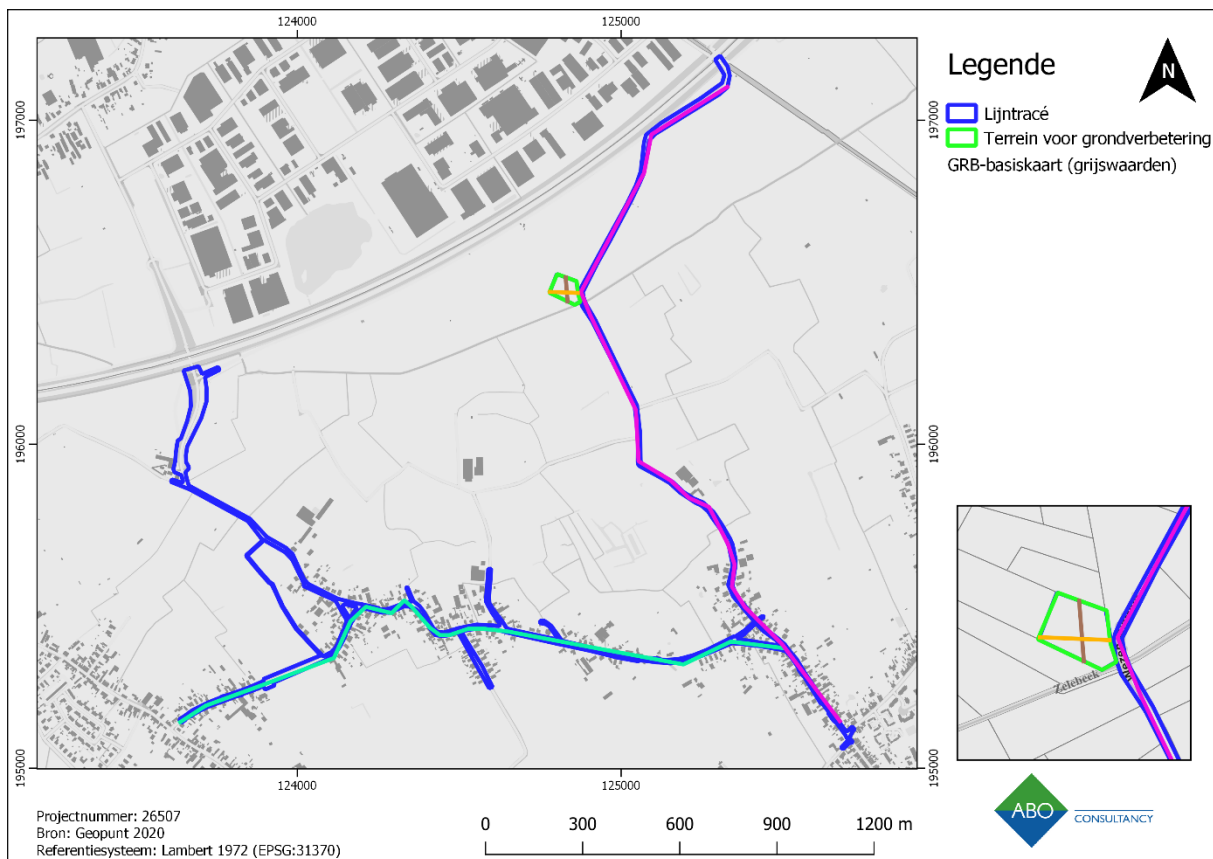 124000
125000
Legende
N
Lijntracé
Terrein voor grondverbetering
GRB-basiskaart (grijswaarden)
197000
197000
196000
196000
195000
195000
124000
125000
Zelebeek
Projectnummer: 26507
Bron: Geopunt 2020
Referentiesysteem: Lambert 1972 (EPSG:31370)
0 300 600 900 1200 m
ABO
CONSULTANCY